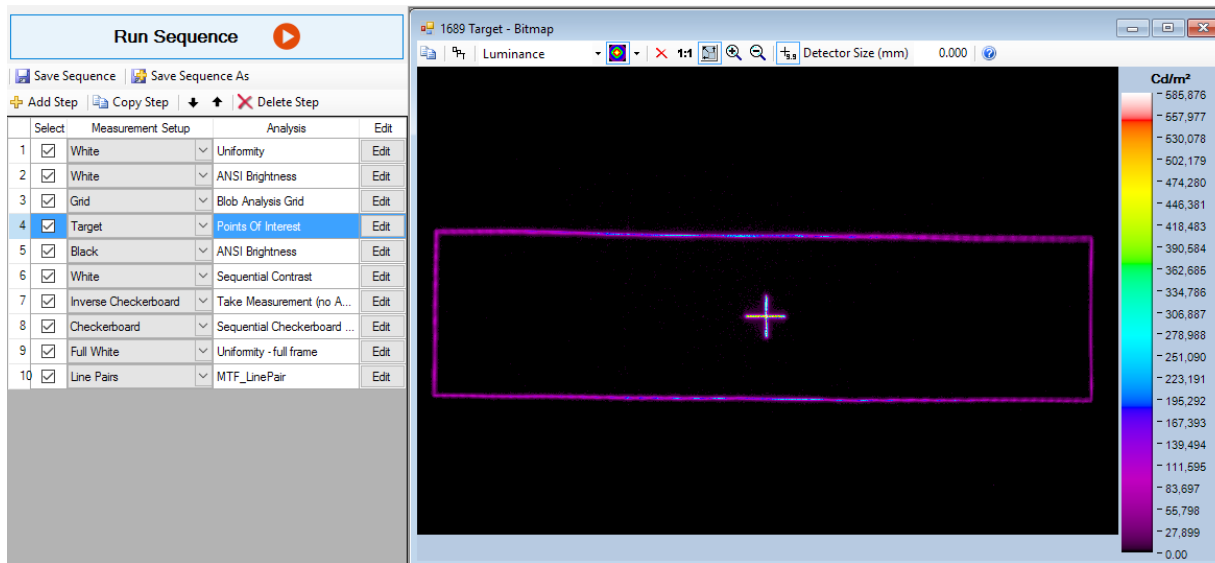 Run Sequence
Save Sequence Save Sequence As
Add Step Copy Step Delete Step
Select Measurement Setup Analysis Edit
1 White Uniformity Edit
2 White ANSI Brightness Edit
3 Grid Blob Analysis Grid Edit
4 Target Points Of Interest Edit
5 Black ANSI Brightness Edit
6 White Sequential Contrast Edit
7 Inverse Checkerboard Take Measurement (no A... Edit
8 Checkerboard Sequential Checkerboard ... Edit
9 Full White Uniformity - full frame Edit
10 Line Pairs MTF_LinePair Edit
1689 Target - Bitmap
Luminance 1:1 5.9 Detector Size (mm) 0.000
Cd/m²
585,876
557,977
530,078
502,179
474,280
446,381
418,483
390,584
362,685
334,786
306,887
278,988
251,090
223,191
195,292
167,393
139,494
111,595
83,697
55,798
27,899
0.00